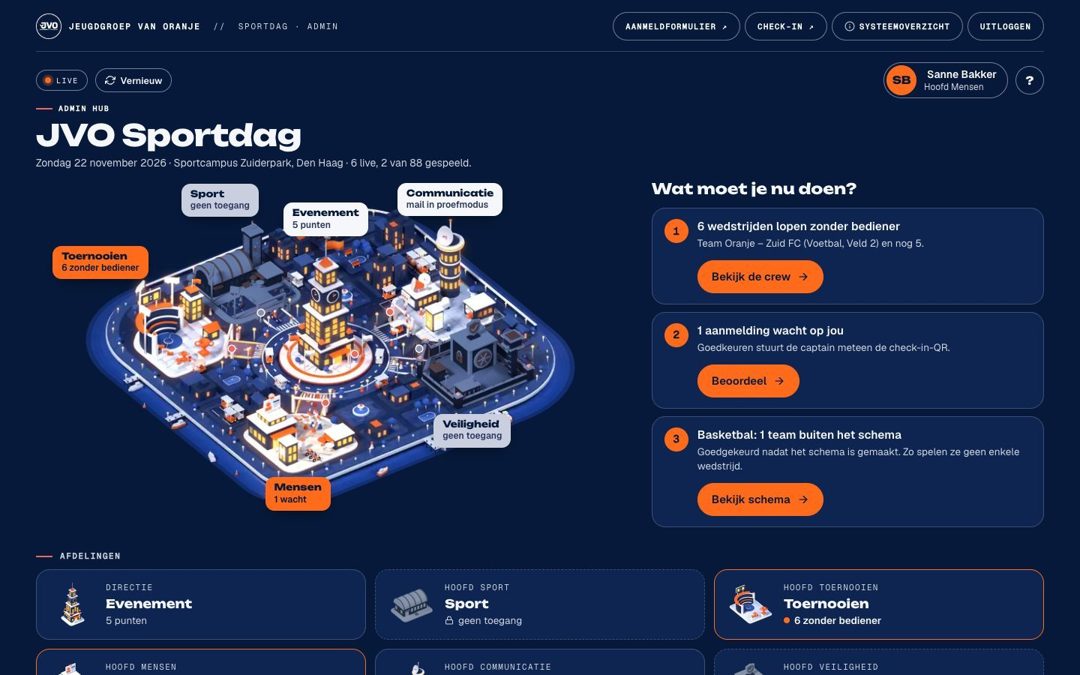 JVO JEUGDGROEP VAN ORANJE // SPORTDAG · ADMIN
AANMELDFORMULIER ↗ CHECK-IN ↗ SYSTEEMOVERZICHT UITLOGGEN
LIVE Vernieuw
SB Sanne Bakker
Hoofd Mensen
?
ADMIN HUB
JVO Sportdag
Zondag 22 november 2026 · Sportcampus Zuiderpark, Den Haag · 6 live, 2 van 88 gespeeld.
Sport
geen toegang
Communicatie
mail in proefmodus
Evenement
5 punten
Toernooien
6 zonder bediener
Veiligheid
geen toegang
Mensen
1 wacht
Wat moet je nu doen?
1 6 wedstrijden lopen zonder bediener
Team Oranje – Zuid FC (Voetbal, Veld 2) en nog 5.
Bekijk de crew →
2 1 aanmelding wacht op jou
Goedkeuren stuurt de captain meteen de check-in-QR.
Beoordeel →
3 Basketbal: 1 team buiten het schema
Goedgekeurd nadat het schema is gemaakt. Zo spelen ze geen enkele
wedstrijd.
Bekijk schema →
AFDELINGEN
DIRECTIE
Evenement
5 punten
HOOFD SPORT
Sport
geen toegang
HOOFD TOERNOOIEN
Toernooien
6 zonder bediener
HOOFD MENSEN
HOOFD COMMUNICATIE
HOOFD VEILIGHEID